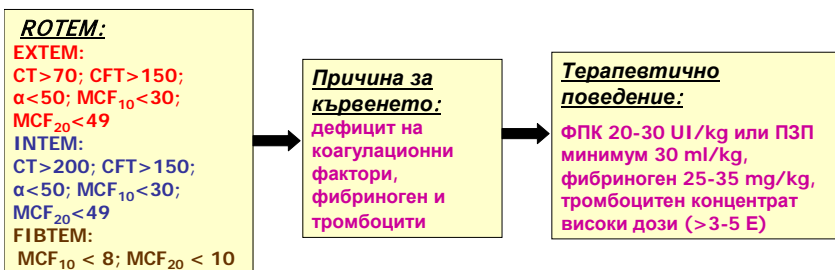 ROTEM:
EXTEM:
CT>70; CFT>150;
α<50; MCF10<30;
MCF20<49
INTEM:
CT>200; CFT>150;
α<50; MCF10<30;
MCF20<49
FIBTEM:
MCF10 < 8; MCF20 < 10
Причина за
кървенето:
дефицит на
коагулационни
фактори,
фибриноген и
тромбоцити
Терапевтично
поведение:
ФПК 20-30 UI/kg или ПЗП
минимум 30 ml/kg,
фибриноген 25-35 mg/kg,
тромбоцитен концентрат
високи дози (>3-5 Е)